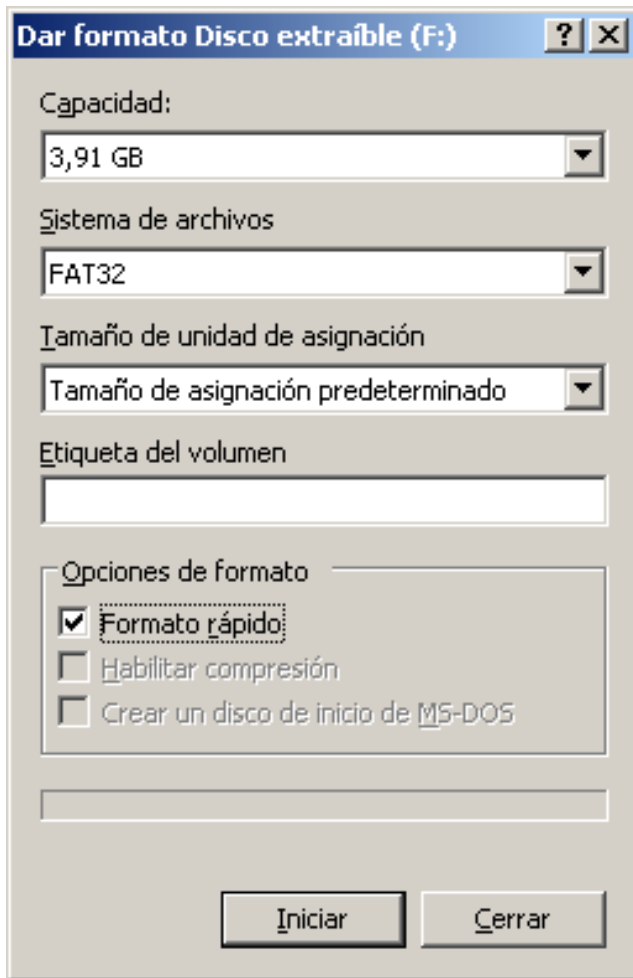 Dar formato Disco extraíble (F:)
Capacidad:
3,91 GB
Sistema de archivos
FAT32
Tamaño de unidad de asignación
Tamaño de asignación predeterminado
Etiqueta del volumen
Opciones de formato
Formato rápido
Habilitar compresión
Crear un disco de inicio de MS-DOS
Iniciar Cerrar